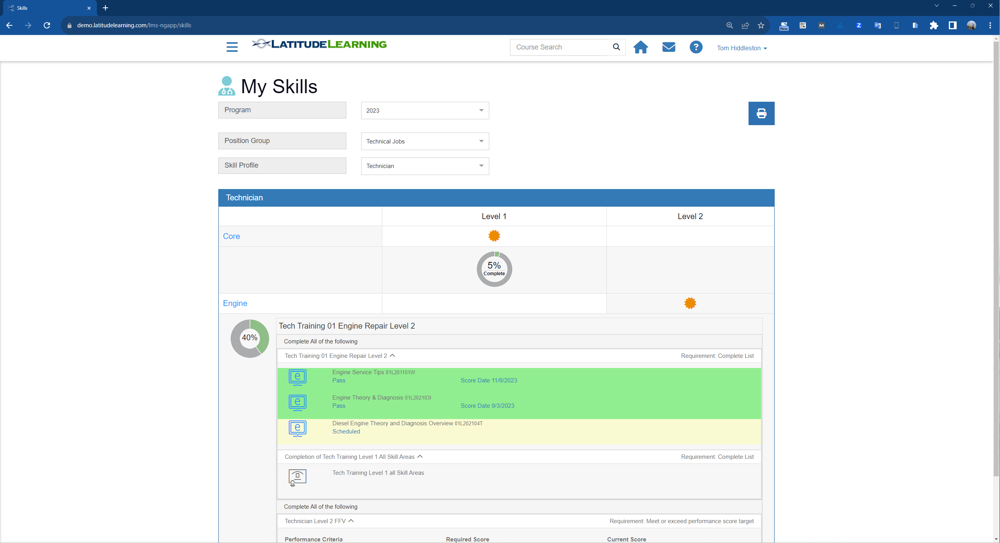 Skills
demo.latitudelearning.com/lms-ngapp/skills
New
LATITUDELEARNING
Course Search
Tom Hiddleston
My Skills
Program
2023
Position Group
Technical Jobs
Skill Profile
Technician
Technician
Level 1
Level 2
Core
5%
Complete
Engine
40%
Tech Training 01 Engine Repair Level 2
Complete All of the following
Tech Training 01 Engine Repair Level 2
Requirement: Complete List
Engine Service Tips 01L201101W
Pass
Score Date 11/6/2023
Engine Theory & Diagnosis 01L202103I
Pass
Score Date 9/3/2023
Diesel Engine Theory and Diagnosis Overview 01L202104T
Scheduled
Completion of Tech Training Level 1 All Skill Areas
Requirement: Complete List
Tech Training Level 1 all Skill Areas
Complete All of the following
Technician Level 2 FFV
Requirement: Meet or exceed performance score target
Performance Criteria
Required Score
Current Score